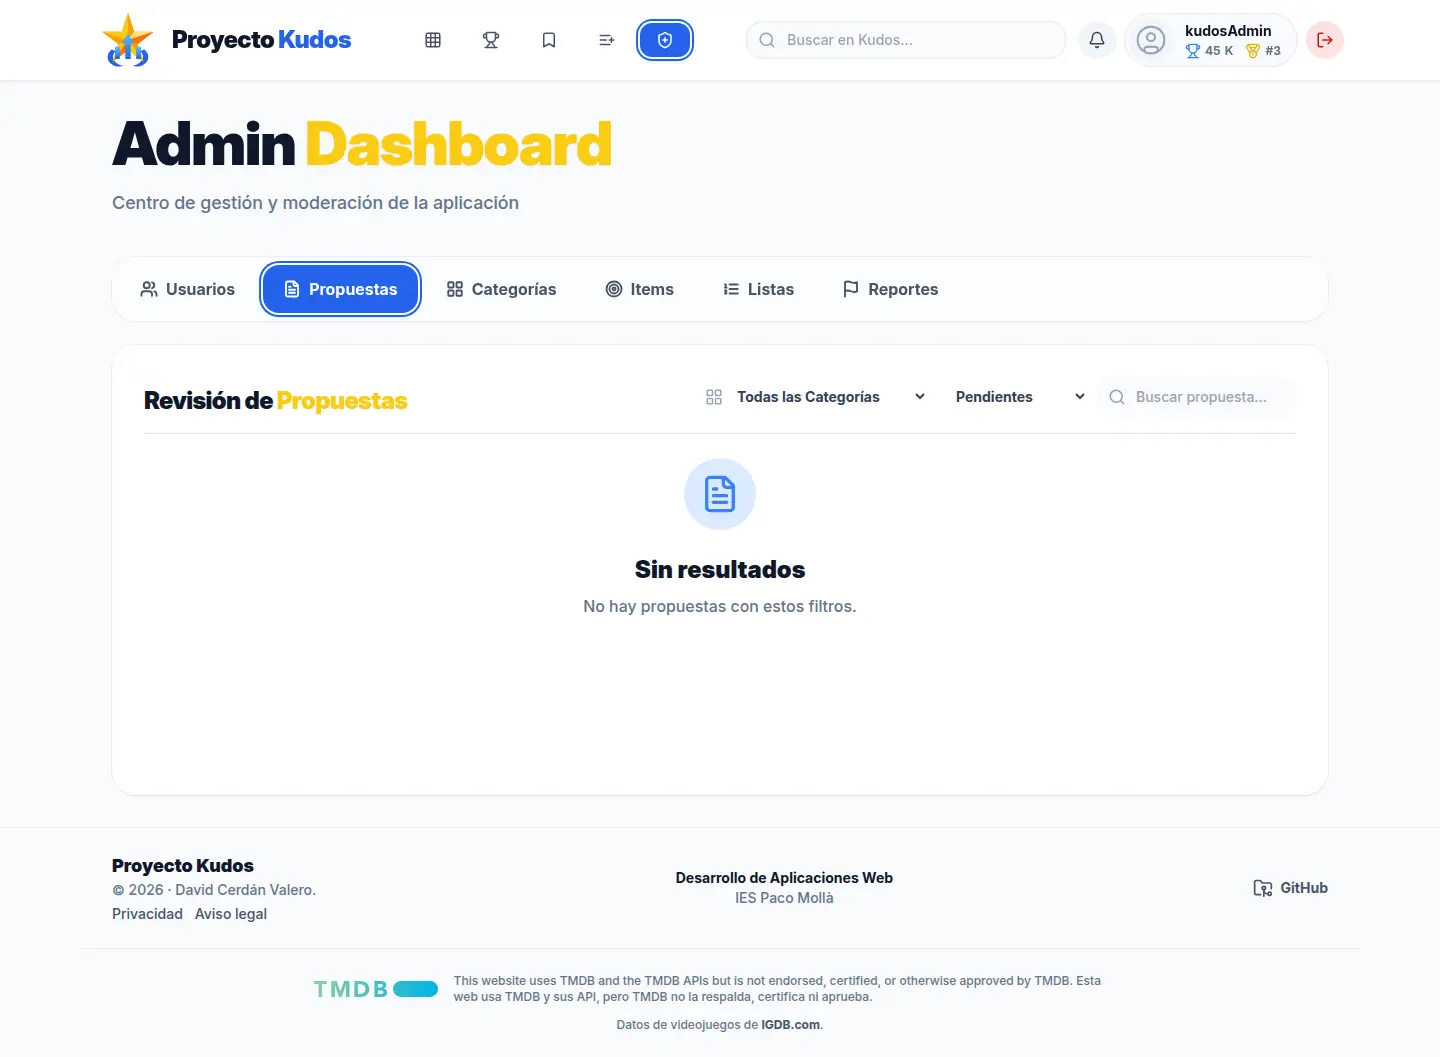 Proyecto Kudos
Buscar en Kudos...
kudosAdmin
45 K #3
Admin Dashboard
Centro de gestión y moderación de la aplicación
Usuarios
Propuestas
Categorías
Items
Listas
Reportes
Revisión de Propuestas
Todas las Categorías
Pendientes
Buscar propuesta...
Sin resultados
No hay propuestas con estos filtros.
Proyecto Kudos
© 2026 · David Cerdán Valero.
Privacidad Aviso legal
Desarrollo de Aplicaciones Web
IES Paco Mollà
GitHub
TMDB
This website uses TMDB and the TMDB APIs but is not endorsed, certified, or otherwise approved by TMDB. Esta
web usa TMDB y sus API, pero TMDB no la respalda, certifica ni aprueba.
Datos de videojuegos de IGDB.com.